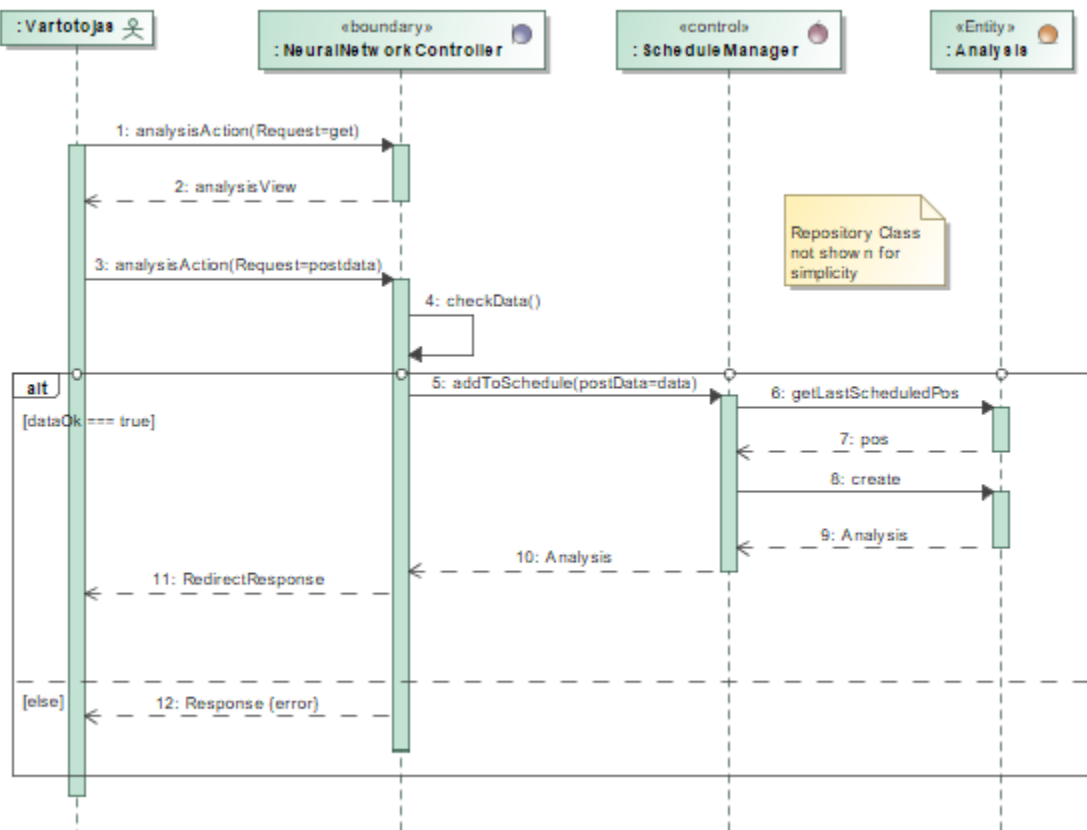 : Vartotojas
«boundary»
: NeuralNetworkController
«control»
: ScheduleManager
«Entity»
: Analysis
1: analysisAction(Request=get)
2: analysisView
Repository Class
not shown for
simplicity
3: analysisAction(Request=postdata)
4: checkData()
alt
5: addToSchedule(postData=data)
6: getLastScheduledPos
[dataOk === true]
7: pos
8: create
9: Analysis
10: Analysis
11: RedirectResponse
[else]
12: Response (error)